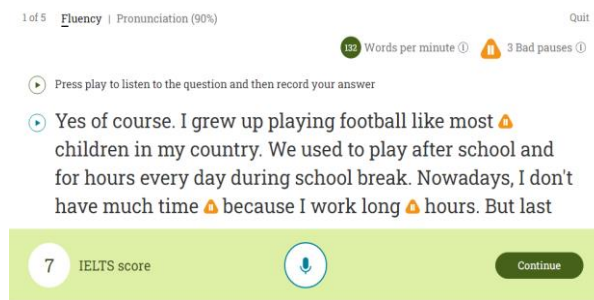 1 of 5 Fluency | Pronunciation (90%) Quit
132 Words per minute 3 Bad pauses
Press play to listen to the question and then record your answer
Yes of course. I grew up playing football like most
children in my country. We used to play after school and
for hours every day during school break. Nowadays, I don't
have much time because I work long hours. But last
7 IELTS score Continue